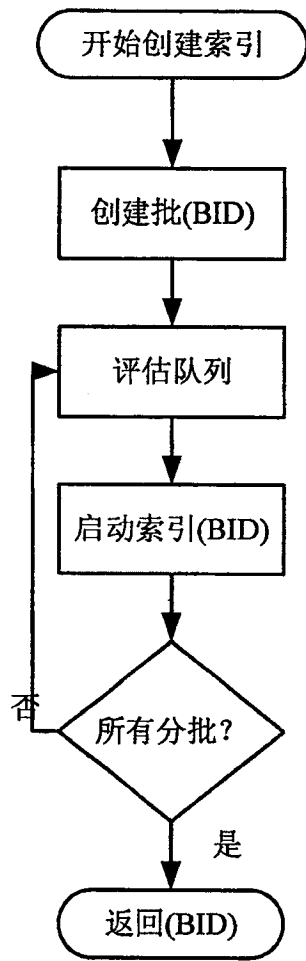 开始创建索引
创建批(BID)
评估队列
启动索引(BID)
所有分批?
否
是
返回(BID)